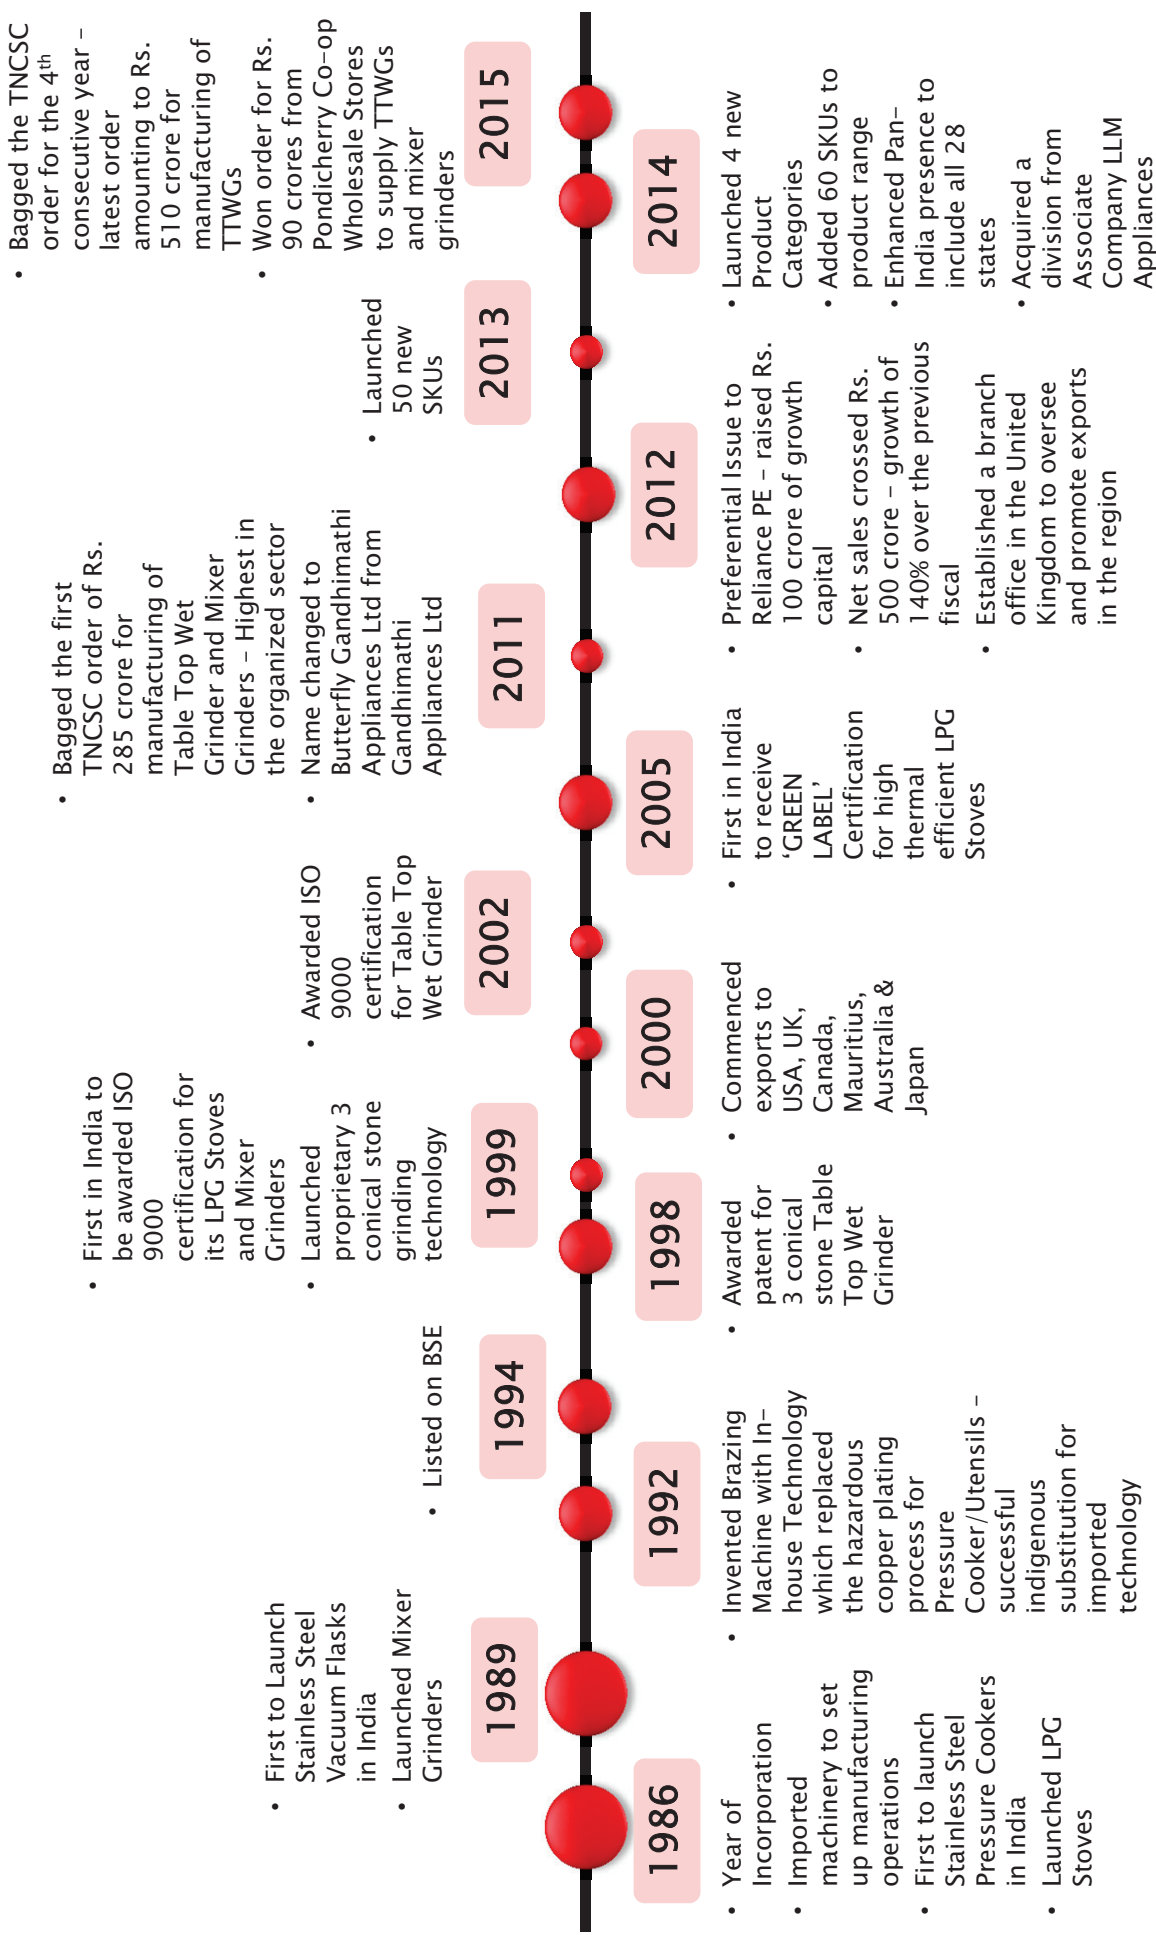 1986
• Year of
Incorporation
• Imported
machinery to set
up manufacturing
operations
• First to launch
Stainless Steel
Pressure Cookers
in India
• Launched LPG
Stoves
• First to Launch
Stainless Steel
Vacuum Flasks
in India
• Launched Mixer
Grinders
1989
1992
• Invented Brazing
Machine with In-
house Technology
which replaced
the hazardous
copper plating
process for
Pressure
Cooker/Utensils –
successful
indigenous
substitution for
imported
technology
• Listed on BSE
1994
1998
• Awarded
patent for
3 conical
stone Table
Top Wet
Grinder
• First in India to
be awarded ISO
9000
certification for
its LPG Stoves
and Mixer
Grinders
• Launched
proprietary 3
conical stone
grinding
technology
1999
2000
• Commenced
exports to
USA, UK,
Canada,
Mauritius,
Australia &
Japan
• Awarded ISO
9000
certification
for Table Top
Wet Grinder
2002
2005
• First in India
to receive
‘GREEN
LABEL’
Certification
for high
thermal
efficient LPG
Stoves
• Bagged the first
TNCSC order of Rs.
285 crore for
manufacturing of
Table Top Wet
Grinder and Mixer
Grinders – Highest in
the organized sector
• Name changed to
Butterfly Gandhimathi
Appliances Ltd from
Gandhimathi
Appliances Ltd
2011
2012
• Preferential Issue to
Reliance PE – raised Rs.
100 crore of growth
capital
• Net sales crossed Rs.
500 crore – growth of
140% over the previous
fiscal
• Established a branch
office in the United
Kingdom to oversee
and promote exports
in the region
• Launched
50 new
SKUs
2013
2014
• Launched 4 new
Product
Categories
• Added 60 SKUs to
product range
• Enhanced Pan-
India presence to
include all 28
states
• Acquired a
division from
Associate
Company LLM
Appliances
• Bagged the TNCSC
order for the 4th
consecutive year –
latest order
amounting to Rs.
510 crore for
manufacturing of
TTWGs
• Won order for Rs.
90 crores from
Pondicherry Co-op
Wholesale Stores
to supply TTWGs
and mixer
grinders
2015